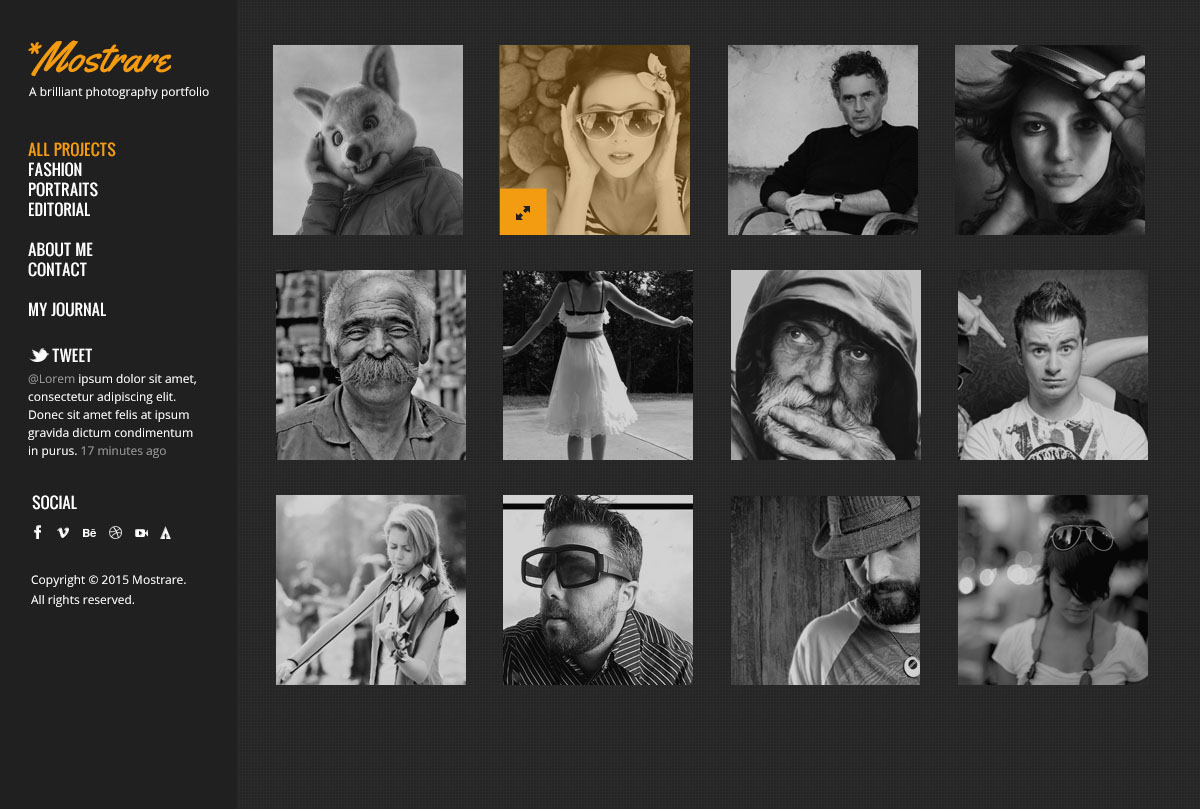 *Mostrare
A brilliant photography portfolio
ALL PROJECTS
FASHION
PORTRAITS
EDITORIAL
ABOUT ME
CONTACT
MY JOURNAL
TWEET
@Lorem ipsum dolor sit amet,
consectetur adipiscing elit.
Donec sit amet felis at ipsum
gravida dictum condimentum
in purus. 17 minutes ago
SOCIAL
Bē
Copyright © 2015 Mostrare.
All rights reserved.